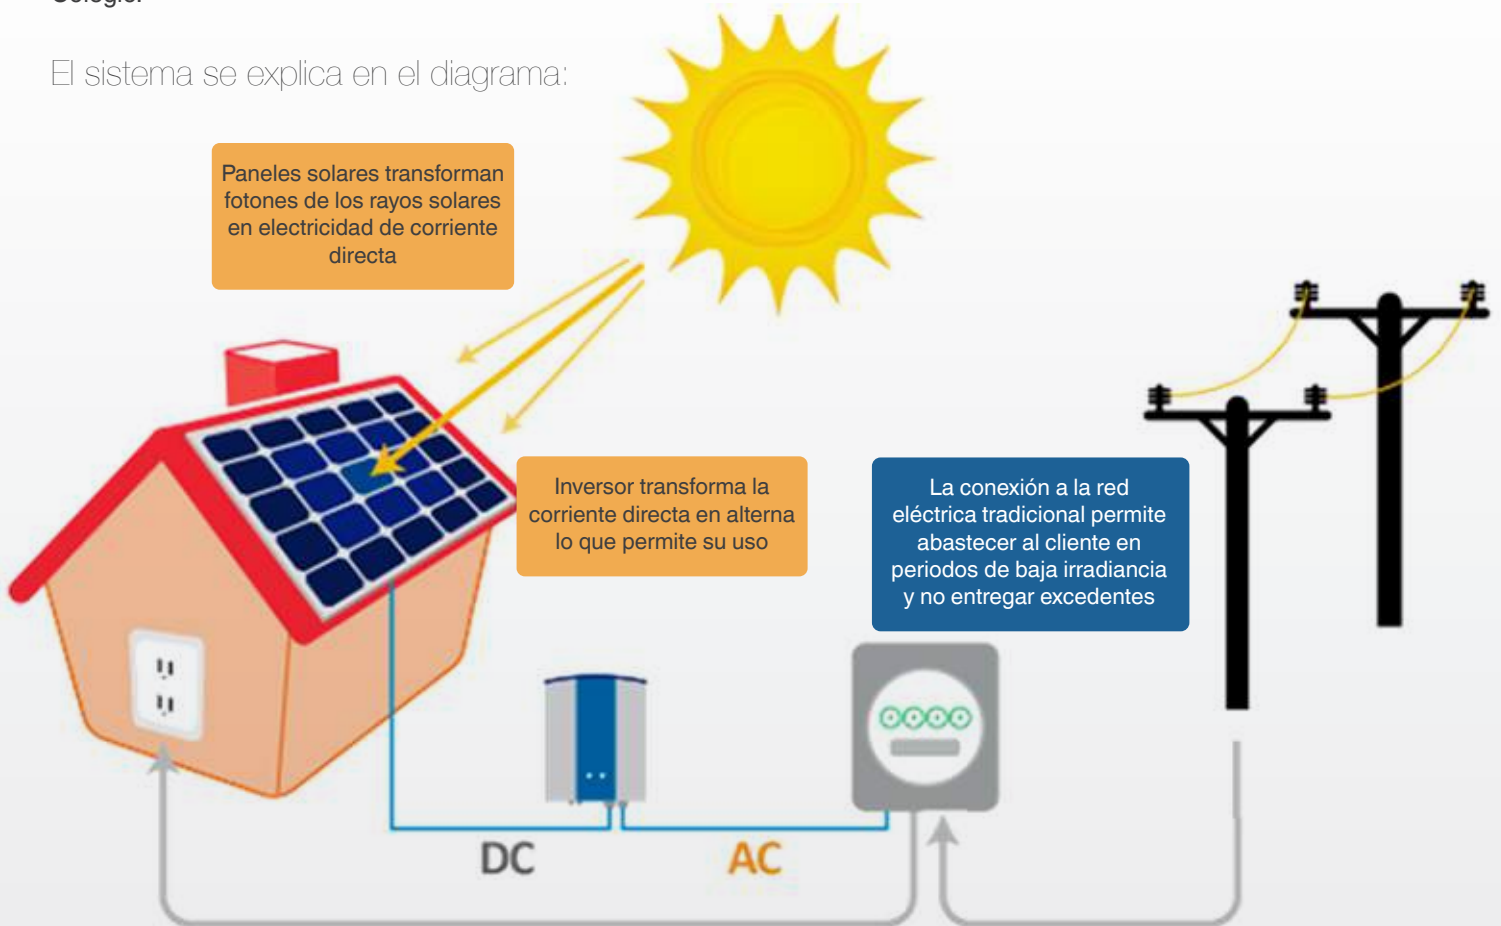 El sistema se explica en el diagrama:
Paneles solares transforman
fotones de los rayos solares
en electricidad de corriente
directa
Inversor transforma la
corriente directa en alterna
lo que permite su uso
La conexión a la red
eléctrica tradicional permite
abastecer al cliente en
periodos de baja irradiancia
y no entregar excedentes
DC
AC